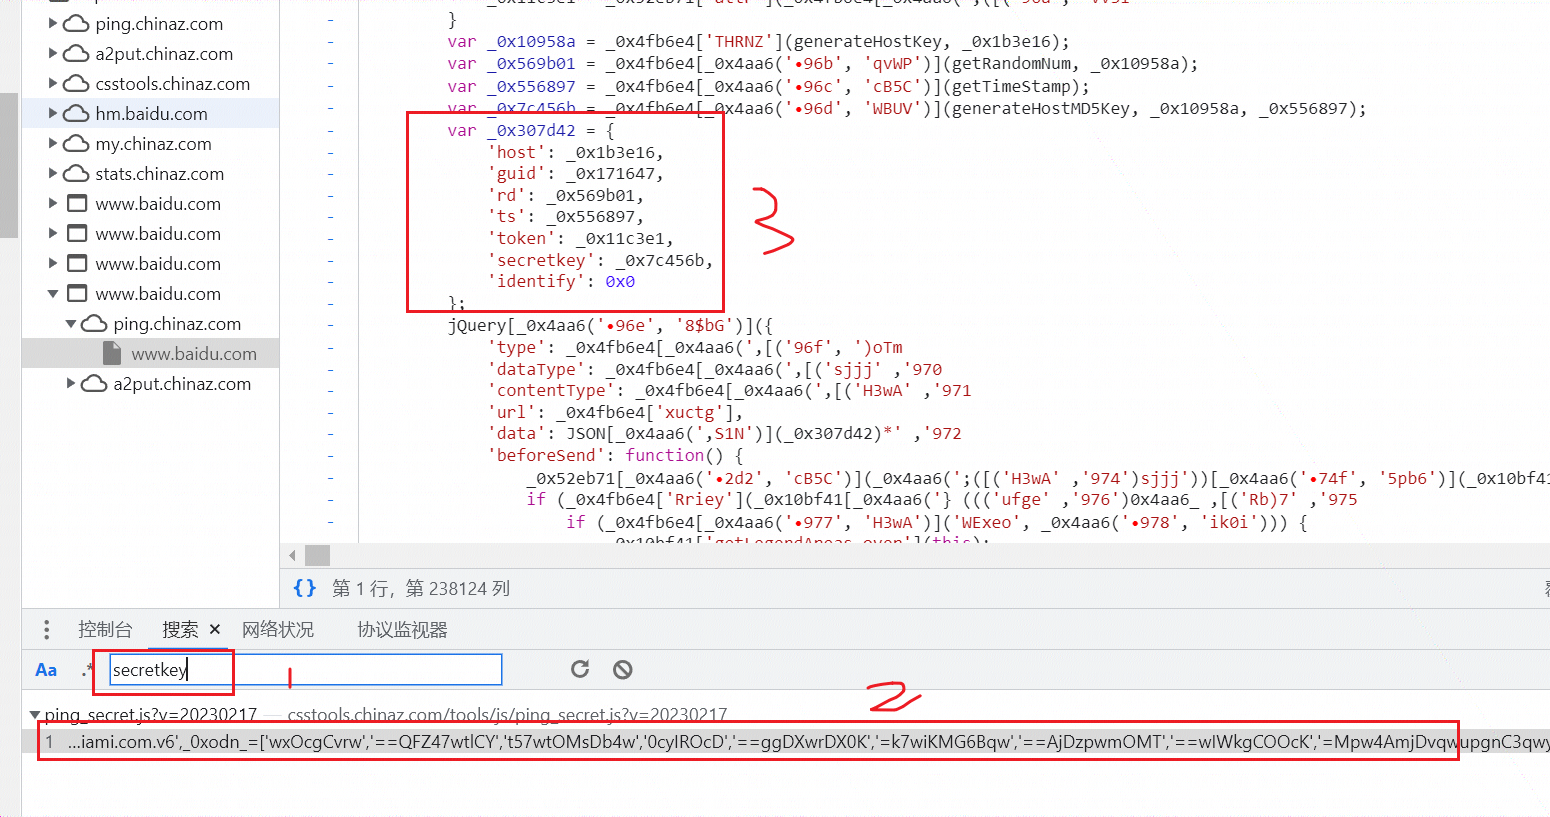 ping.chinaz.com
a2put.chinaz.com
csstools.chinaz.com
hm.baidu.com
my.chinaz.com
stats.chinaz.com
www.baidu.com
www.baidu.com
www.baidu.com
www.baidu.com
ping.chinaz.com
www.baidu.com
a2put.chinaz.com
}
var _0x10958a = _0x4fb6e4['THRNZ'](generateHostKey, _0x1b3e16);
var _0x569b01 = _0x4fb6e4[_0x4aa6('•96b', 'qvWP')](getRandomNum, _0x10958a);
var _0x556897 = _0x4fb6e4[_0x4aa6('•96c', 'cB5C')](getTimeStamp);
var _0x7c456b = _0x4fb6e4[_0x4aa6('•96d', 'WBUV')](generateHostMD5Key, _0x10958a, _0x556897);
var _0x307d42 = {
'host': _0x1b3e16,
'guid': _0x171647,
'rd': _0x569b01,
'ts': _0x556897,
'token': _0x11c3e1,
'secretkey': _0x7c456b,
'identify': 0x0
};
jQuery[_0x4aa6('•96e', '8$bG')]({
'type': _0x4fb6e4[_0x4aa6(',[('96f', ')oTm
'dataType': _0x4fb6e4[_0x4aa6(',[('sjjj' ,'970
'contentType': _0x4fb6e4[_0x4aa6(',[('H3wA' ,'971
'url': _0x4fb6e4['xuctg'],
'data': JSON[_0x4aa6(',S1N')](_0x307d42)*' ,'972
'beforeSend': function() {
_0x52eb71[_0x4aa6('•2d2', 'cB5C')](_0x4aa6(';([('H3wA' ,'974')sjjj'))[_0x4aa6('•74f', '5pb6')](_0x10bf41
if (_0x4fb6e4['Rriey'](_0x10bf41[_0x4aa6('} ((('ufge' ,'976')0x4aa6_ ,[('Rb)7' ,'975
if (_0x4fb6e4[_0x4aa6('•977', 'H3wA')]('WExeo', _0x4aa6('•978', 'ik0i'))) {
_0x10bf41['getLegendAreas_over'](this);
3
{} 第 1 行，第 238124 列
控制台 搜索 × 网络状况 协议监视器
Aa .* secretkey
1
2
ping_secret.js?v=20230217 — csstools.chinaz.com/tools/js/ping_secret.js?v=20230217
1 …iami.com.v6',_0xodn_=['wxOcgCvrw','==QFZ47wtlCY','t57wtOMsDb4w','0cyIROcD','==ggDXwrDX0K','=k7wiKMG6Bqw','==AjDzpwmOMT','==wIWkgCOOcK','=Mpw4AmjDvqwupgnC3qwy